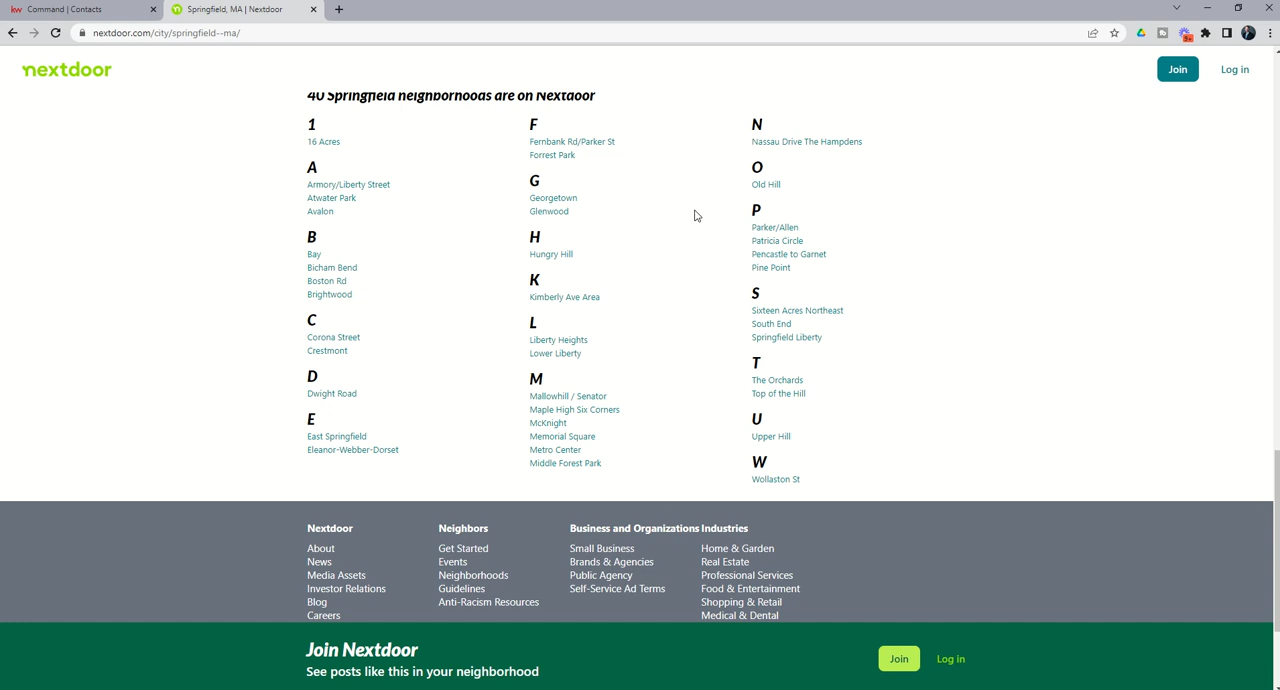 Command | Contacts
Springfield, MA | Nextdoor
nextdoor.com/city/springfield--ma/
9+
nextdoor
Join
Log in
40 Springfield neighborhoods are on Nextdoor
1
16 Acres
A
Armory/Liberty Street
Atwater Park
Avalon
B
Bay
Bicham Bend
Boston Rd
Brightwood
C
Corona Street
Crestmont
D
Dwight Road
E
East Springfield
Eleanor-Webber-Dorset
F
Fernbank Rd/Parker St
Forrest Park
G
Georgetown
Glenwood
H
Hungry Hill
K
Kimberly Ave Area
L
Liberty Heights
Lower Liberty
M
Mallowhill / Senator
Maple High Six Corners
McKnight
Memorial Square
Metro Center
Middle Forest Park
N
Nassau Drive The Hampdens
O
Old Hill
P
Parker/Allen
Patricia Circle
Pencastle to Garnet
Pine Point
S
Sixteen Acres Northeast
South End
Springfield Liberty
T
The Orchards
Top of the Hill
U
Upper Hill
W
Wollaston St
Nextdoor
About
News
Media Assets
Investor Relations
Blog
Careers
Neighbors
Get Started
Events
Neighborhoods
Guidelines
Anti-Racism Resources
Business and Organizations
Small Business
Brands & Agencies
Public Agency
Self-Service Ad Terms
Industries
Home & Garden
Real Estate
Professional Services
Food & Entertainment
Shopping & Retail
Medical & Dental
Join Nextdoor
See posts like this in your neighborhood
Join
Log in